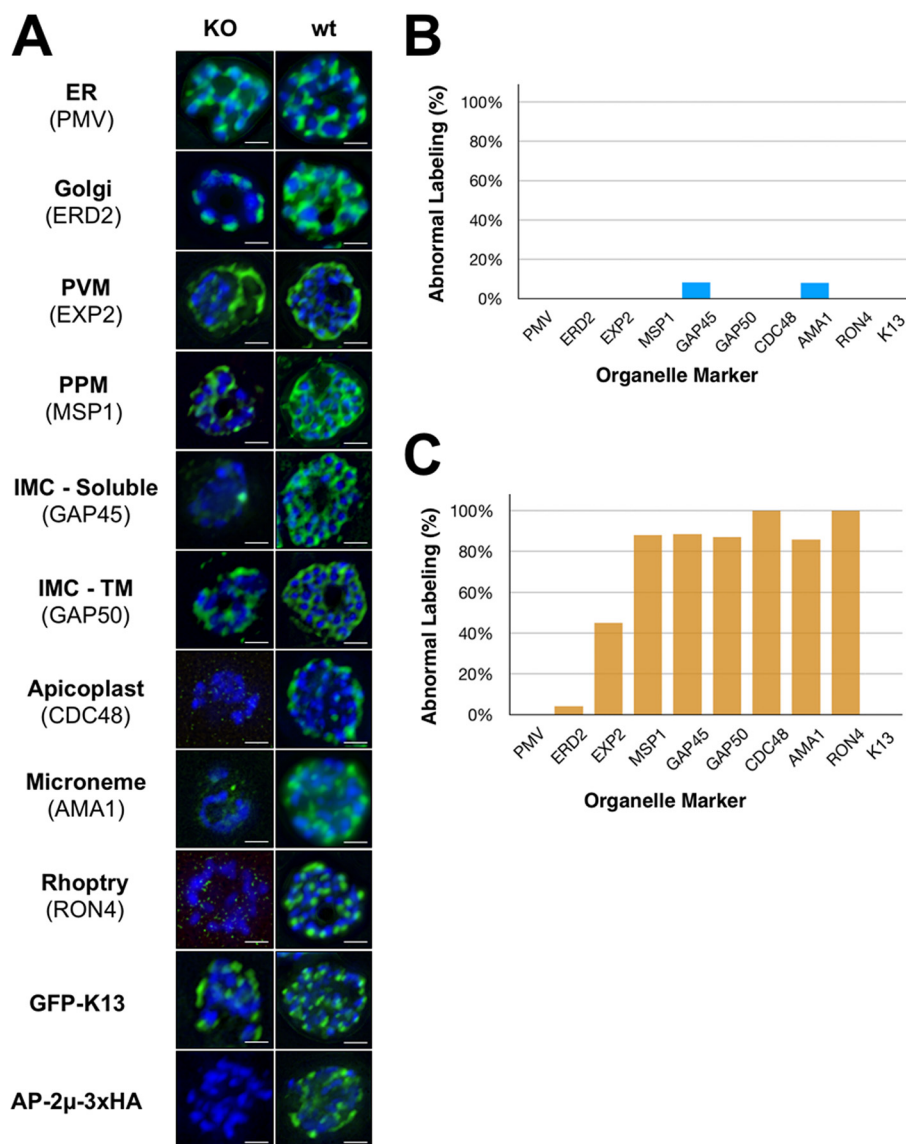 A
KO wt
ER
(PMV)
Golgi
(ERD2)
PVM
(EXP2)
PPM
(MSP1)
IMC - Soluble
(GAP45)
IMC - TM
(GAP50)
Apicoplast
(CDC48)
Microneme
(AMA1)
Rhoptry
(RON4)
GFP-K13
AP-2µ-3xHA
B
Abnormal Labeling (%)
100%
80%
60%
40%
20%
0%
PMV ERD2 EXP2 MSP1 GAP45 GAP50 CDC48 AMA1 RON4 K13
Organelle Marker
C
Abnormal Labeling (%)
100%
80%
60%
40%
20%
0%
PMV ERD2 EXP2 MSP1 GAP45 GAP50 CDC48 AMA1 RON4 K13
Organelle Marker